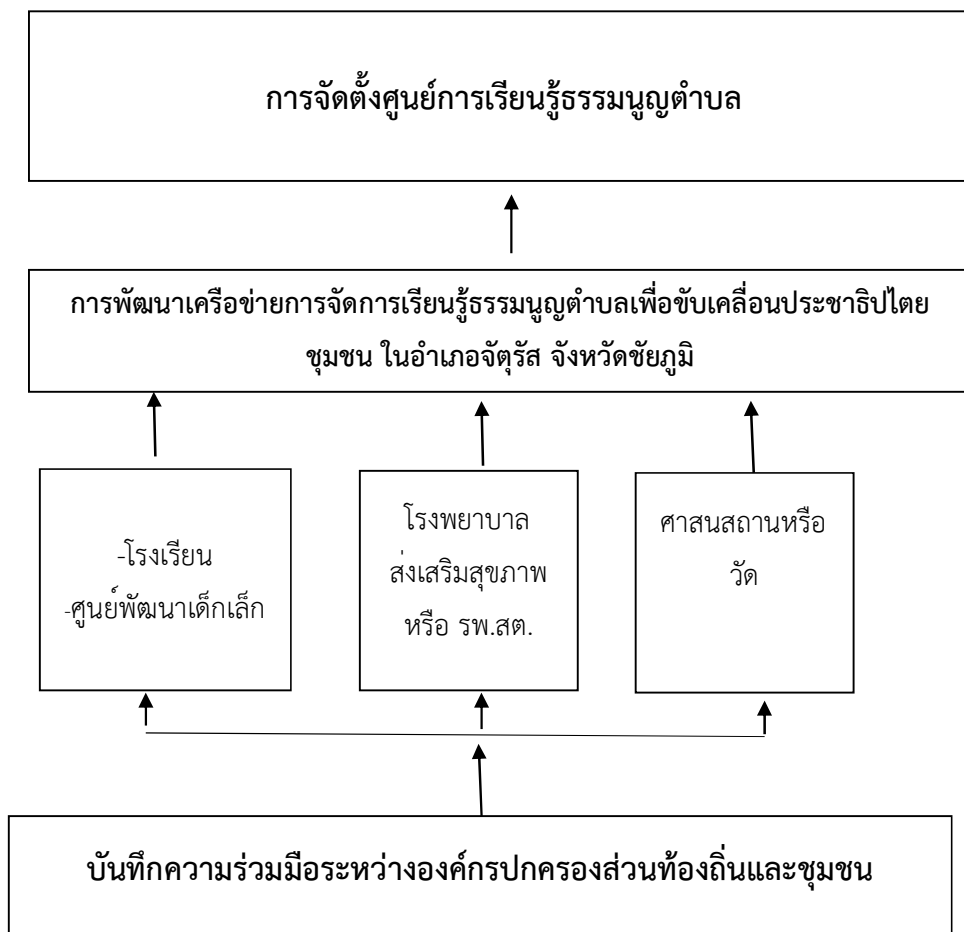 การจัดตั้งศูนย์การเรียนรู้ธรรมนูญตำบล
การพัฒนาเครือข่ายการจัดการเรียนรู้ธรรมนูญตำบลเพื่อขับเคลื่อนประชาธิปไตย
ชุมชน ในอำเภอจัตุรัส จังหวัดชัยภูมิ
-โรงเรียน
-ศูนย์พัฒนาเด็กเล็ก
โรงพยาบาล
ส่งเสริมสุขภาพ
หรือ รพ.สต.
ศาสนสถานหรือ
วัด
บันทึกความร่วมมือระหว่างองค์กรปกครองส่วนท้องถิ่นและชุมชน